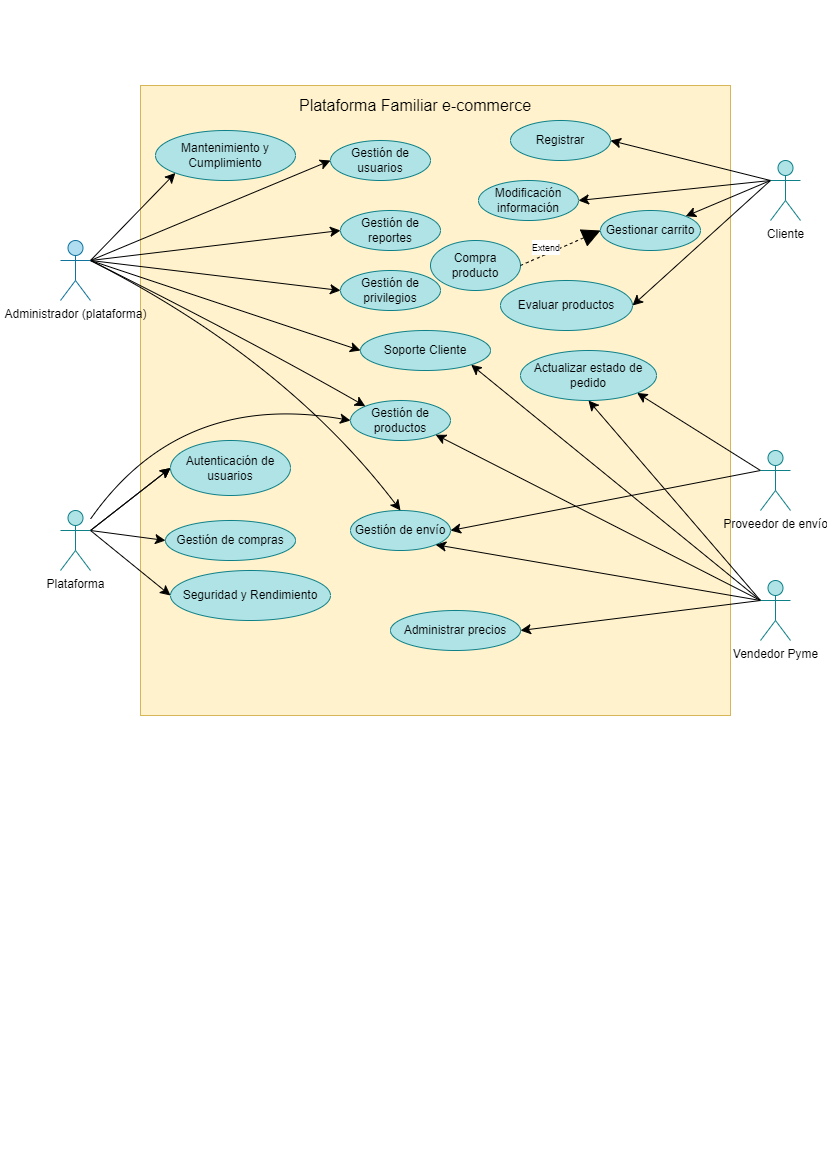 Plataforma Familiar e-commerce
Mantenimiento y
Cumplimiento
Gestión de
usuarios
Registrar
Modificación
información
Gestión de
reportes
Gestionar carrito
Cliente
Extend
Compra
producto
Gestión de
privilegios
Evaluar productos
Administrador (plataforma)
Soporte Cliente
Actualizar estado de
pedido
Gestión de
productos
Autenticación de
usuarios
Gestión de envío
Proveedor de envío
Gestión de compras
Plataforma
Seguridad y Rendimiento
Administrar precios
Vendedor Pyme